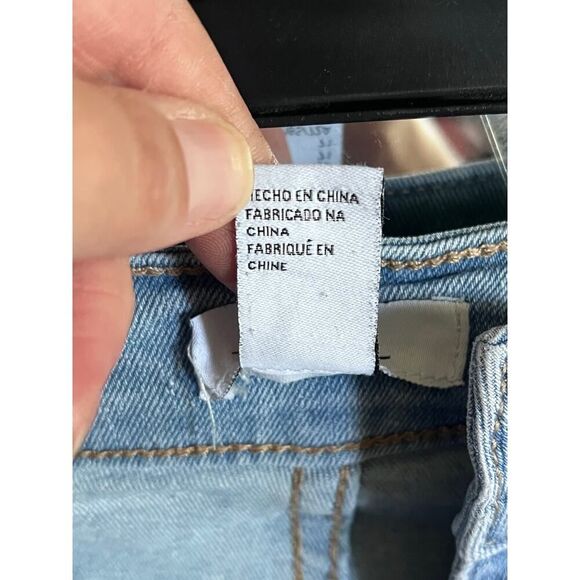 HECHO EN CHINA
FABRICADO NA
CHINA
FABRIQUÉ EN
CHINE